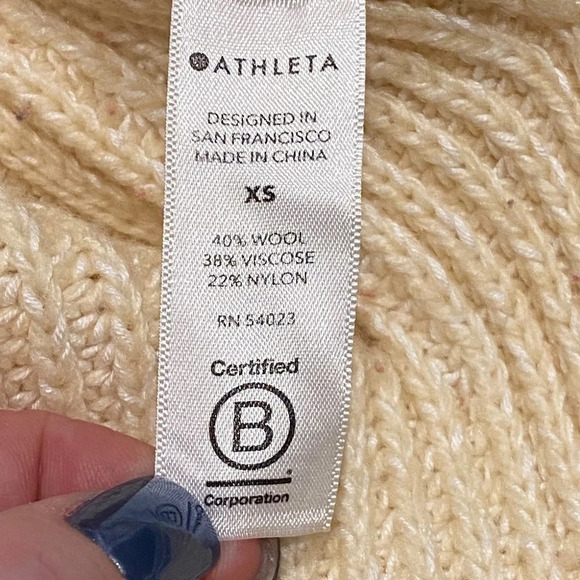 ATHLETA
DESIGNED IN
SAN FRANCISCO
MADE IN CHINA
XS
40% WOOL
38% VISCOSE
22% NYLON
RN 54023
Certified
B
Corporation